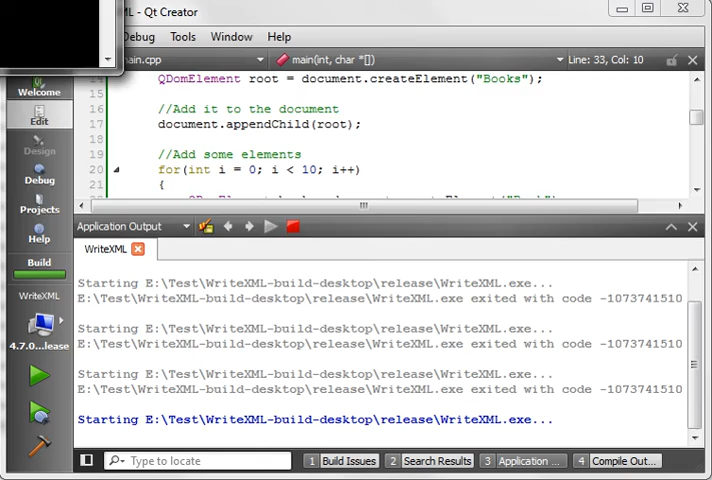 ML - Qt Creator
Debug Tools Window Help
main.cpp main(int, char *[]) Line: 33, Col: 10
14 QDomElement root = document.createElement("Books");
15
16 //Add it to the document
17 document.appendChild(root);
18
19 //Add some elements
20 for(int i = 0; i < 10; i++)
21 {
Welcome
Edit
Design
Debug
Projects
Help
Build
WriteXML
4.7.0...lease
Application Output
WriteXML
Starting E:\Test\WriteXML-build-desktop\release\WriteXML.exe...
E:\Test\WriteXML-build-desktop\release\WriteXML.exe exited with code -1073741510
Starting E:\Test\WriteXML-build-desktop\release\WriteXML.exe...
E:\Test\WriteXML-build-desktop\release\WriteXML.exe exited with code -1073741510
Starting E:\Test\WriteXML-build-desktop\release\WriteXML.exe...
E:\Test\WriteXML-build-desktop\release\WriteXML.exe exited with code -1073741510
Starting E:\Test\WriteXML-build-desktop\release\WriteXML.exe...
Type to locate 1 Build Issues 2 Search Results 3 Application ... 4 Compile Out...